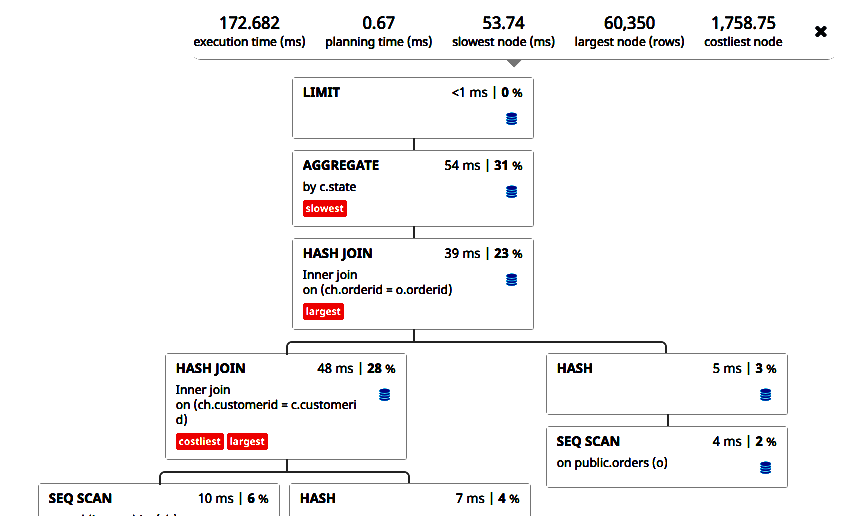 172.682 0.67 53.74 60,350 1,758.75
execution time (ms) planning time (ms) slowest node (ms) largest node (rows) costliest node
LIMIT <1 ms | 0 %
AGGREGATE 54 ms | 31 %
by c.state
slowest
HASH JOIN 39 ms | 23 %
Inner join
on (ch.orderid = o.orderid)
largest
HASH JOIN 48 ms | 28 %
Inner join
on (ch.customerid = c.customeri
d)
costliest largest
HASH 5 ms | 3 %
SEQ SCAN 4 ms | 2 %
on public.orders (o)
SEQ SCAN 10 ms | 6 %
HASH 7 ms | 4 %